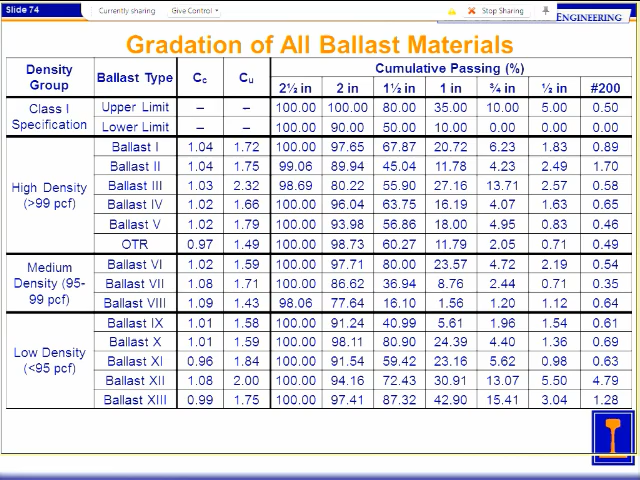 Slide 74
Currently sharing
Give Control
Stop Sharing
ENGINEERING
Gradation of All Ballast Materials
Density Group Ballast Type Cc Cu Cumulative Passing (%)
2½ in 2 in 1½ in 1 in ¾ in ½ in #200
Class I Specification Upper Limit – – 100.00 100.00 80.00 35.00 10.00 5.00 0.50
Lower Limit – – 100.00 90.00 50.00 10.00 0.00 0.00 0.00
High Density (>99 pcf) Ballast I 1.04 1.72 100.00 97.65 67.87 20.72 6.23 1.83 0.89
Ballast II 1.04 1.75 99.06 89.94 45.04 11.78 4.23 2.49 1.70
Ballast III 1.03 2.32 98.69 80.22 55.90 27.16 13.71 2.57 0.58
Ballast IV 1.02 1.66 100.00 96.04 63.75 16.19 4.07 1.63 0.65
Ballast V 1.02 1.79 100.00 93.98 56.86 18.00 4.95 0.83 0.46
OTR 0.97 1.49 100.00 98.73 60.27 11.79 2.05 0.71 0.49
Medium Density (95-99 pcf) Ballast VI 1.02 1.59 100.00 97.71 80.00 23.57 4.72 2.19 0.54
Ballast VII 1.08 1.71 100.00 86.62 36.94 8.76 2.44 0.71 0.35
Ballast VIII 1.09 1.43 98.06 77.64 16.10 1.56 1.20 1.12 0.64
Low Density (<95 pcf) Ballast IX 1.01 1.58 100.00 91.24 40.99 5.61 1.96 1.54 0.61
Ballast X 1.01 1.59 100.00 98.11 80.90 24.39 4.40 1.36 0.69
Ballast XI 0.96 1.84 100.00 91.54 59.42 23.16 5.62 0.98 0.63
Ballast XII 1.08 2.00 100.00 94.16 72.43 30.91 13.07 5.50 4.79
Ballast XIII 0.99 1.75 100.00 97.41 87.32 42.90 15.41 3.04 1.28